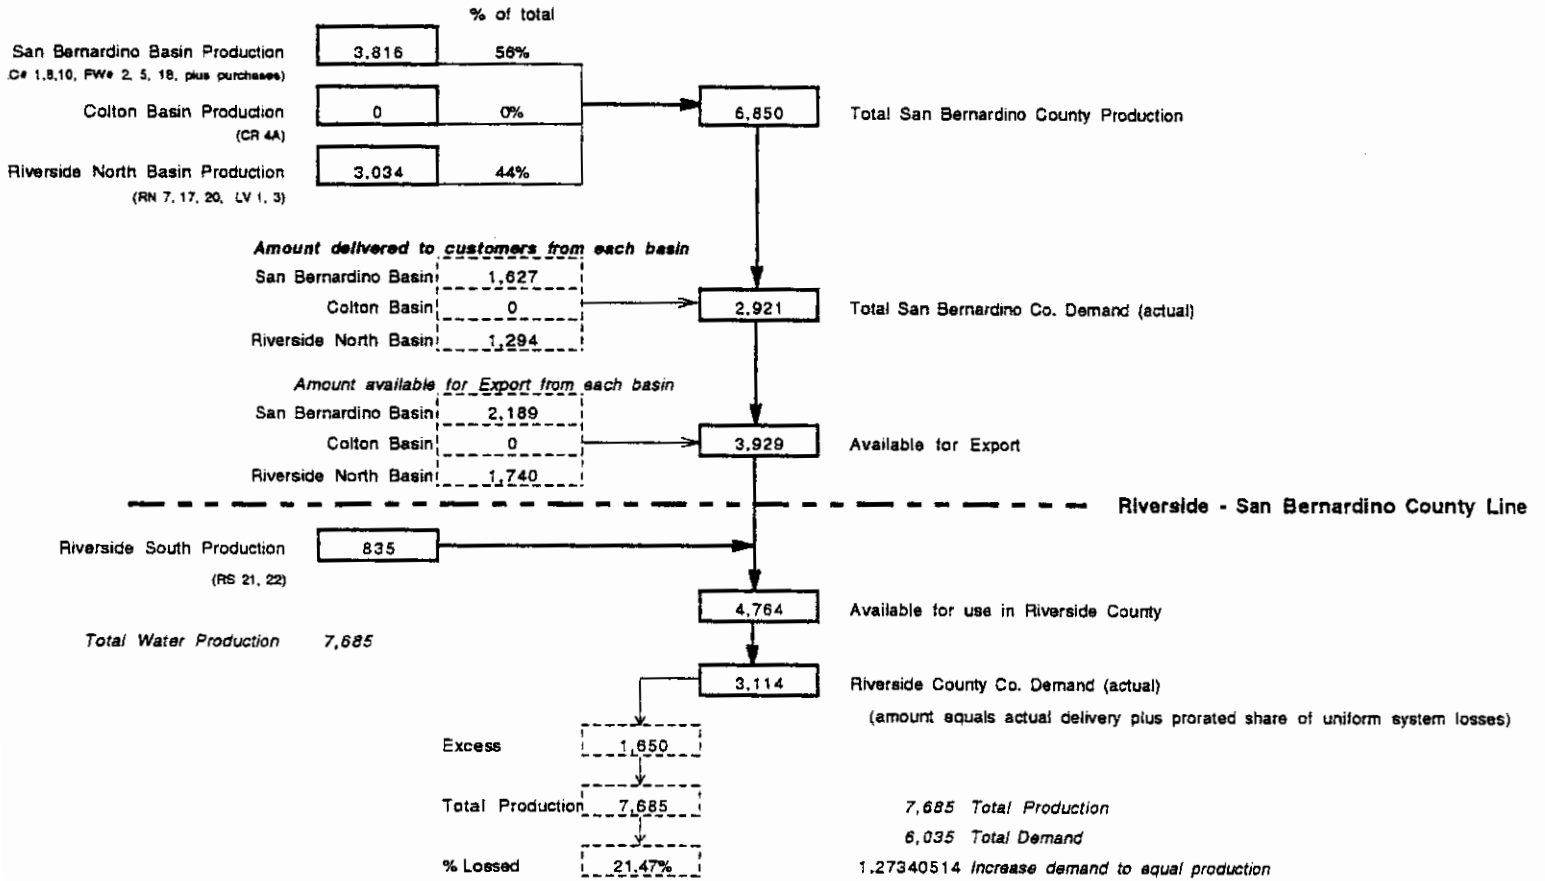 % of total
San Bernardino Basin Production 3,816 56%
C# 1,8,10, FW# 2, 5, 18, plus purchases)
Colton Basin Production 0 0% 6,850 Total San Bernardino County Production
(CR 4A)
Riverside North Basin Production 3,034 44%
(RN 7, 17, 20, LV 1, 3)
Amount delivered to customers from each basin
San Bernardino Basin 1,627
Colton Basin 0 2,921 Total San Bernardino Co. Demand (actual)
Riverside North Basin 1,294
Amount available for Export from each basin
San Bernardino Basin 2,189
Colton Basin 0 3,929 Available for Export
Riverside North Basin 1,740
Riverside - San Bernardino County Line
Riverside South Production 835
(RS 21, 22)
4,764 Available for use in Riverside County
Total Water Production 7,685
3,114 Riverside County Co. Demand (actual)
(amount equals actual delivery plus prorated share of uniform system losses)
Excess 1,650
Total Production 7,685 7,685 Total Production
6,035 Total Demand
% Lossed 21.47% 1.27340514 Increase demand to equal production